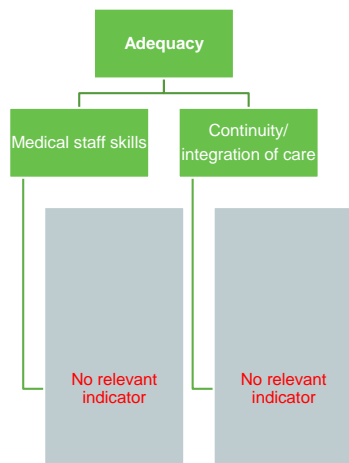 Adequacy
Medical staff skills
Continuity/
integration of care
No relevant
indicator
No relevant
indicator